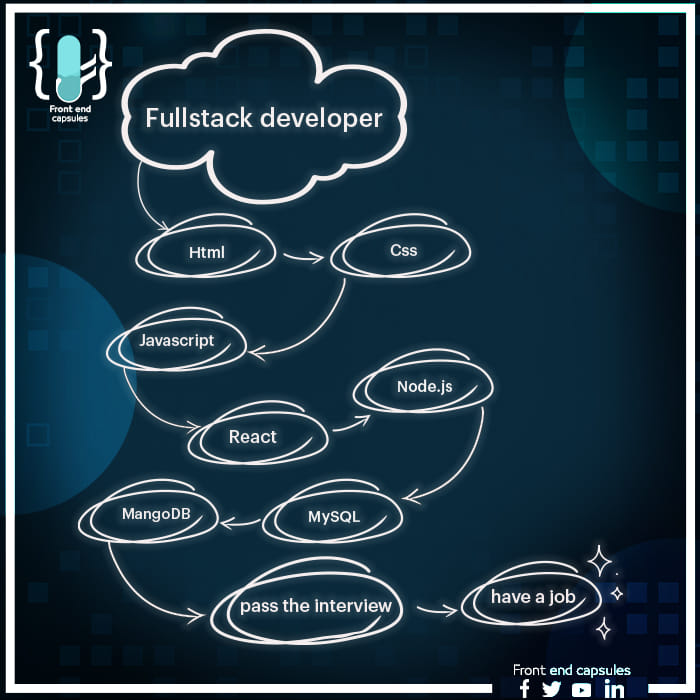 Front end
capsules
Fullstack developer
Html
Css
Javascript
Node.js
React
MangoDB
MySQL
pass the interview
have a job
Front end capsules